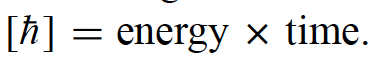 [ℏ] = energy × time.